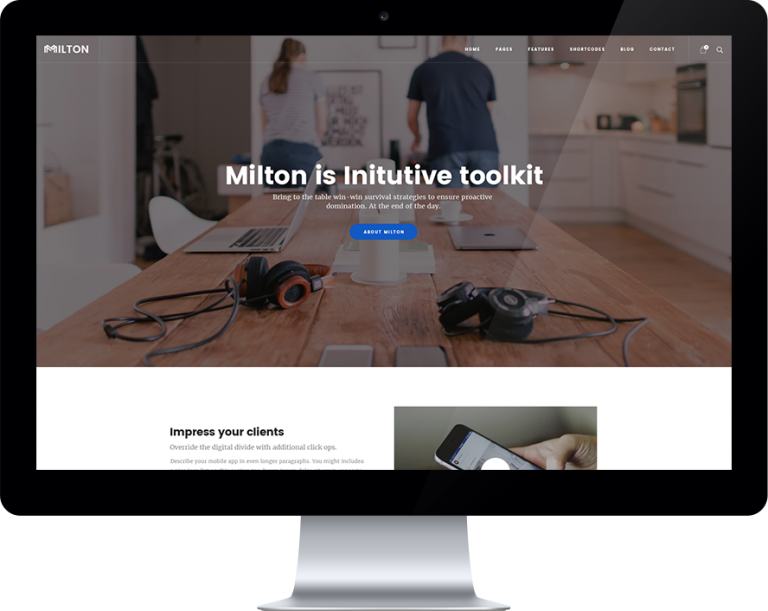 MILTON
HOME PAGES FEATURES SHORTCODES BLOG CONTACT
Milton is Initutive toolkit
Bring to the table win-win survival strategies to ensure proactive
domination. At the end of the day.
ABOUT MILTON
Impress your clients
Override the digital divide with additional click ops.
Describe your mobile app in even longer paragraphs. You might includea